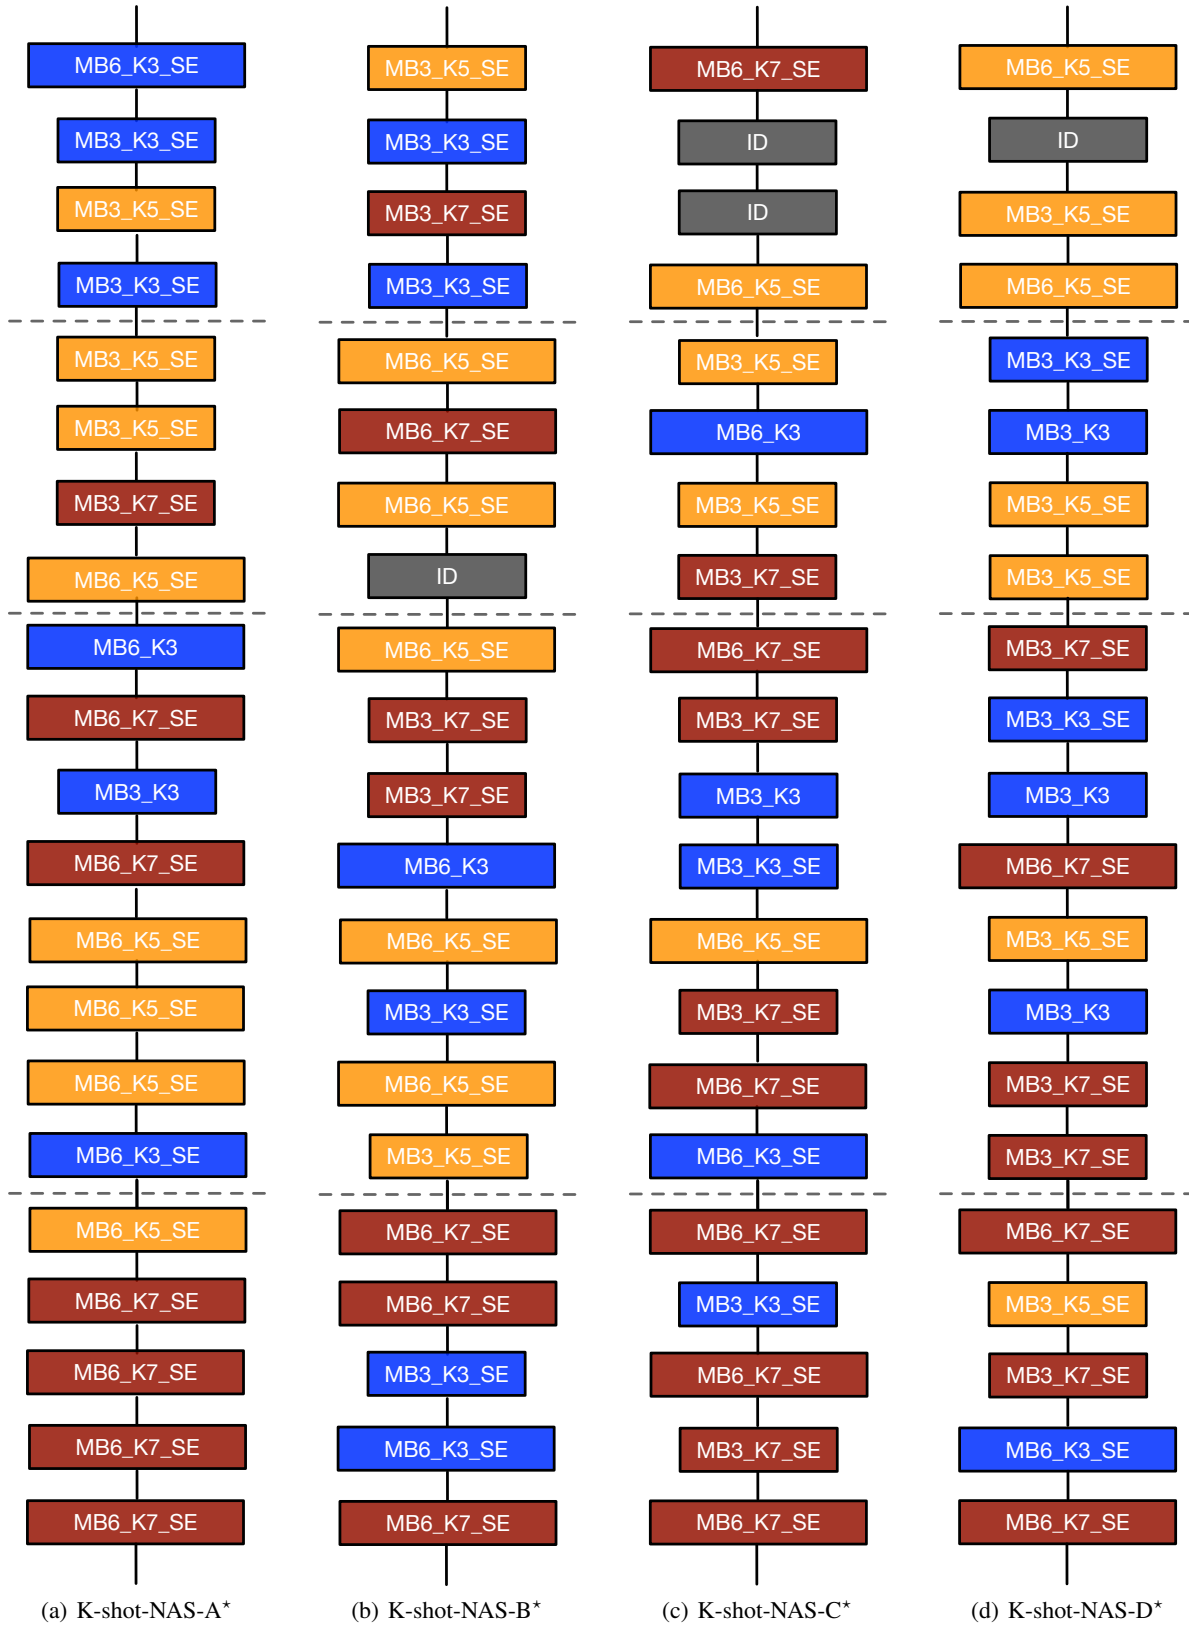 MB6_K3_SE
MB3_K3_SE
MB3_K5_SE
MB3_K3_SE
MB3_K5_SE
MB3_K5_SE
MB3_K7_SE
MB6_K5_SE
MB6_K3
MB6_K7_SE
MB3_K3
MB6_K7_SE
MB6_K5_SE
MB6_K5_SE
MB6_K5_SE
MB6_K3_SE
MB6_K5_SE
MB6_K7_SE
MB6_K7_SE
MB6_K7_SE
MB6_K7_SE
(a) K-shot-NAS-A*
MB3_K5_SE
MB3_K3_SE
MB3_K7_SE
MB3_K3_SE
MB6_K5_SE
MB6_K7_SE
MB6_K5_SE
ID
MB6_K5_SE
MB3_K7_SE
MB3_K7_SE
MB6_K3
MB6_K5_SE
MB3_K3_SE
MB6_K5_SE
MB3_K5_SE
MB6_K7_SE
MB6_K7_SE
MB3_K3_SE
MB6_K3_SE
MB6_K7_SE
(b) K-shot-NAS-B*
MB6_K7_SE
ID
ID
MB6_K5_SE
MB3_K5_SE
MB6_K3
MB3_K5_SE
MB3_K7_SE
MB6_K7_SE
MB3_K7_SE
MB3_K3
MB3_K3_SE
MB6_K5_SE
MB3_K7_SE
MB6_K7_SE
MB6_K3_SE
MB6_K7_SE
MB3_K3_SE
MB6_K7_SE
MB3_K7_SE
MB6_K7_SE
(c) K-shot-NAS-C*
MB6_K5_SE
ID
MB3_K5_SE
MB6_K5_SE
MB3_K3_SE
MB3_K3
MB3_K5_SE
MB3_K5_SE
MB3_K7_SE
MB3_K3_SE
MB3_K3
MB6_K7_SE
MB3_K5_SE
MB3_K3
MB3_K7_SE
MB3_K7_SE
MB6_K7_SE
MB3_K5_SE
MB3_K7_SE
MB6_K3_SE
MB6_K7_SE
(d) K-shot-NAS-D*